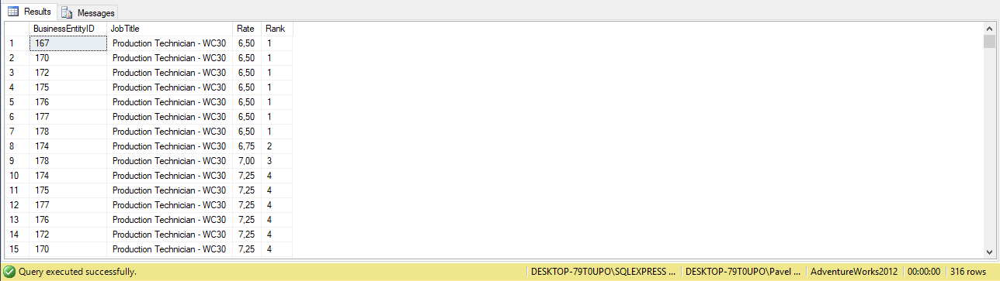 Results Messages
BusinessEntityID JobTitle Rate Rank
1 167 Production Technician - WC30 6,50 1
2 170 Production Technician - WC30 6,50 1
3 172 Production Technician - WC30 6,50 1
4 175 Production Technician - WC30 6,50 1
5 176 Production Technician - WC30 6,50 1
6 177 Production Technician - WC30 6,50 1
7 178 Production Technician - WC30 6,50 1
8 174 Production Technician - WC30 6,75 2
9 178 Production Technician - WC30 7,00 3
10 174 Production Technician - WC30 7,25 4
11 175 Production Technician - WC30 7,25 4
12 177 Production Technician - WC30 7,25 4
13 176 Production Technician - WC30 7,25 4
14 172 Production Technician - WC30 7,25 4
15 170 Production Technician - WC30 7,25 4
Query executed successfully. DESKTOP-79T0UPO\SQLEXPRESS ... DESKTOP-79T0UPO\Pavel ... AdventureWorks2012 00:00:00 316 rows